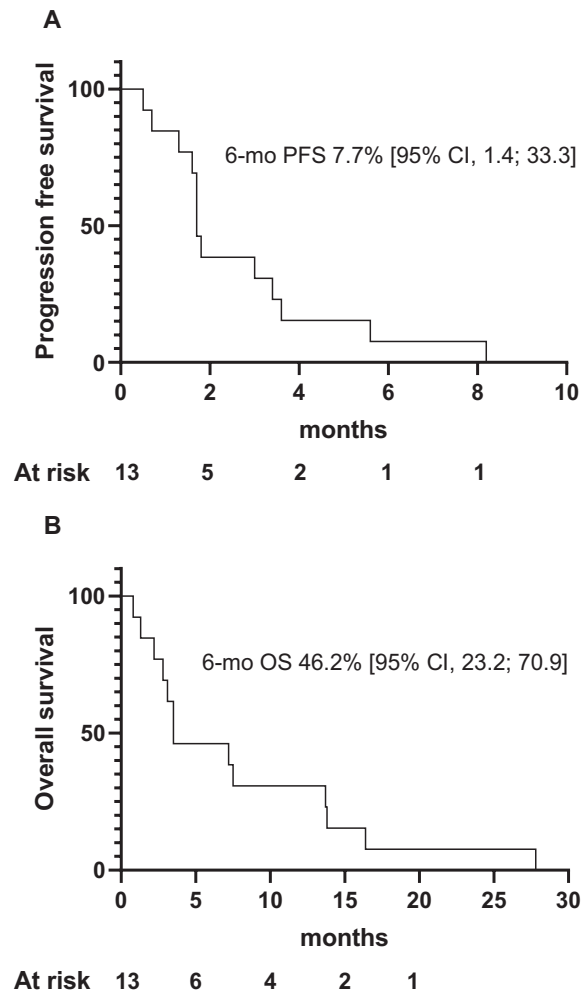 A
Progression free survival
100
50
0
6-mo PFS 7.7% [95% CI, 1.4; 33.3]
0 2 4 6 8 10
months
At risk 13 5 2 1 1
B
Overall survival
100
50
0
6-mo OS 46.2% [95% CI, 23.2; 70.9]
0 5 10 15 20 25 30
months
At risk 13 6 4 2 1